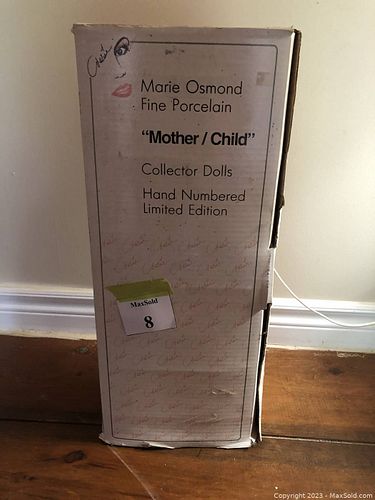 Marie Osmond
Fine Porcelain
"Mother / Child"
Collector Dolls
Hand Numbered
Limited Edition
MaxSold
8
Copyright 2023 - MaxSold.com